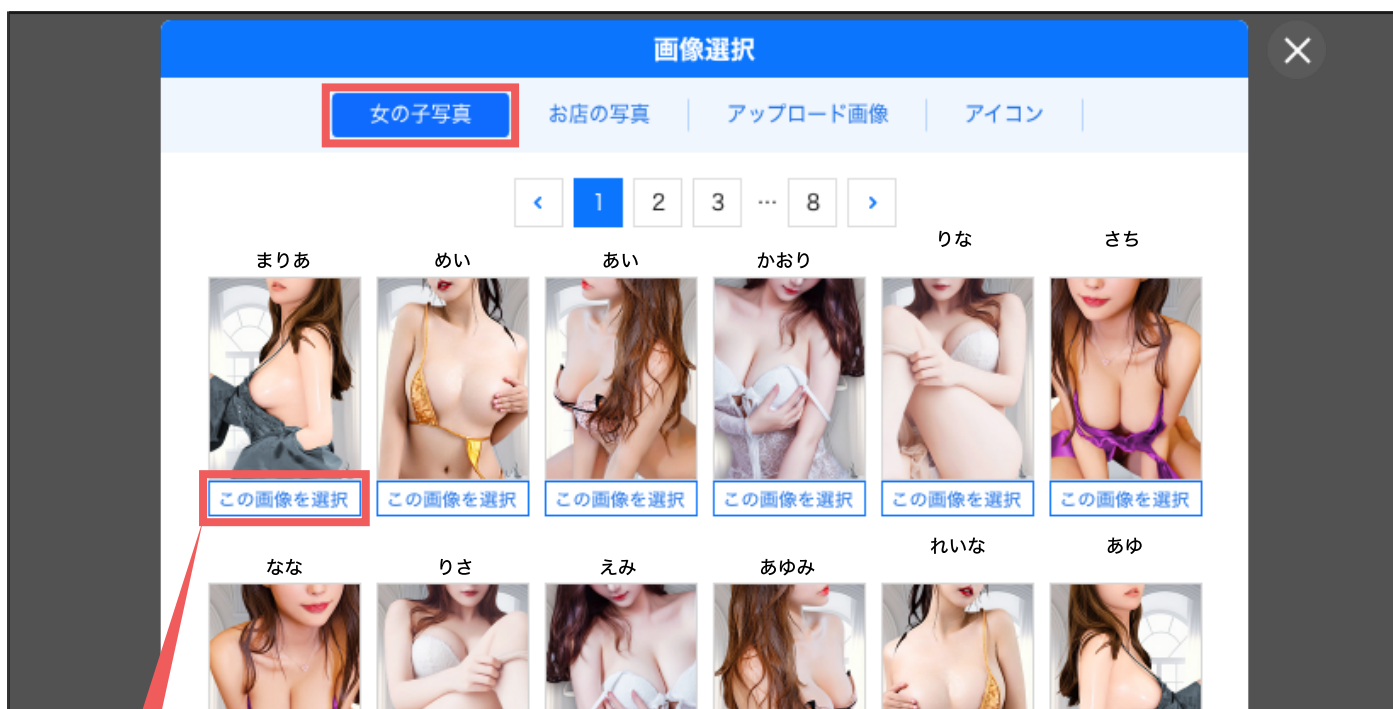 画像選択
女の子写真 お店の写真 アップロード画像 アイコン
‹ 1 2 3 … 8 ›
まりあ めい あい かおり りな さち
この画像を選択 この画像を選択 この画像を選択 この画像を選択 この画像を選択 この画像を選択
なな りさ えみ あゆみ れいな あゆ